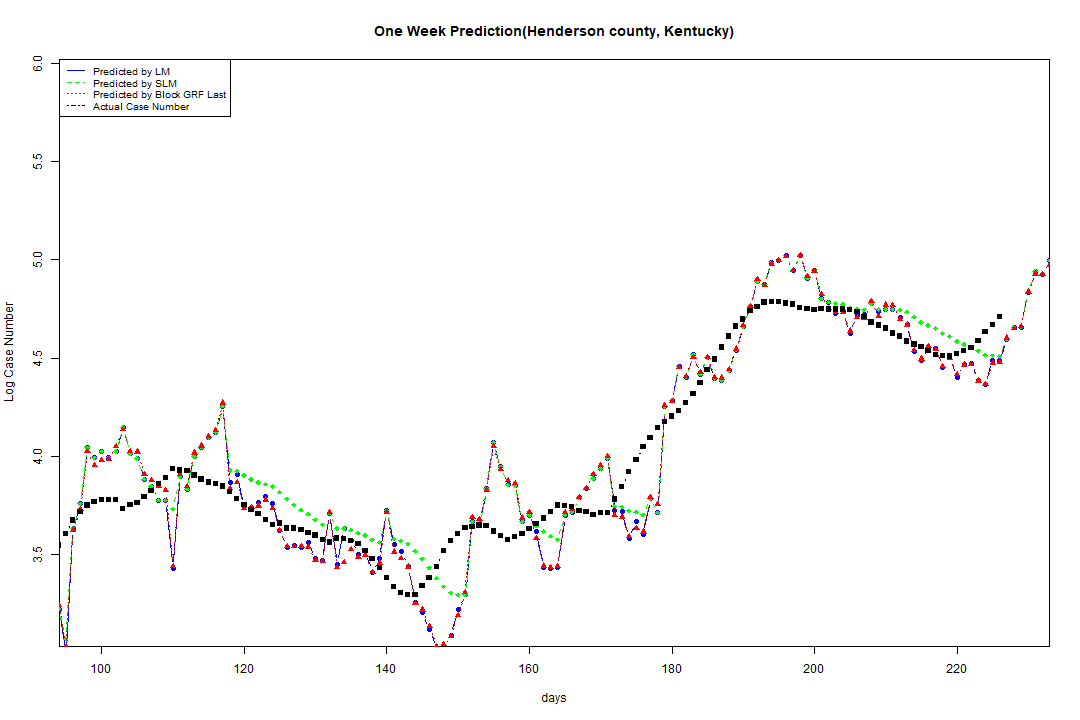 One Week Prediction(Henderson county, Kentucky)
Predicted by LM
Predicted by SLM
Predicted by Block GRF Last
Actual Case Number
6.0
5.5
5.0
4.5
4.0
3.5
Log Case Number
100 120 140 160 180 200 220
days